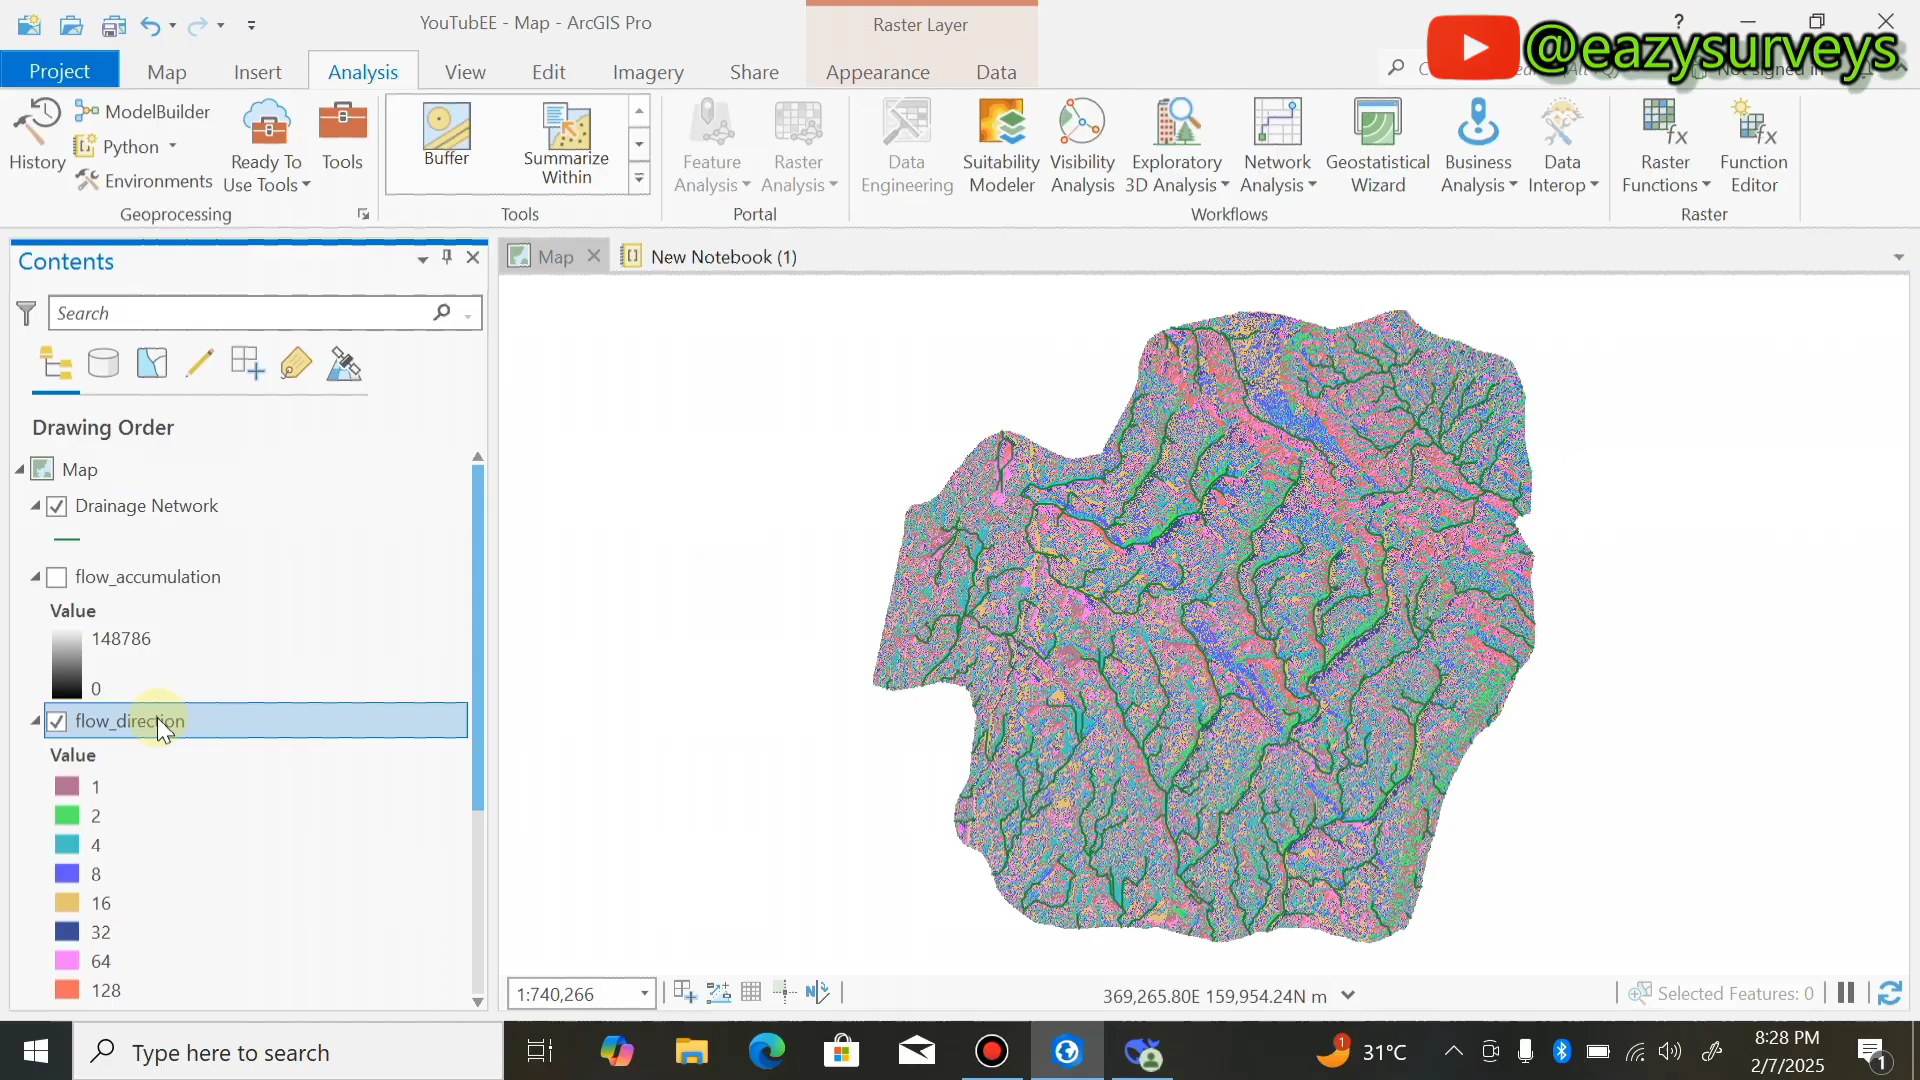 YouTubEE - Map - ArcGIS Pro
Raster Layer
?
@eazysurveys
Project
Map
Insert
Analysis
View
Edit
Imagery
Share
Appearance
Data
Not signed in
History
ModelBuilder
Python
Environments
Ready To
Use Tools
Tools
Geoprocessing
Buffer
Summarize
Within
Tools
Feature
Analysis
Raster
Analysis
Portal
Data
Engineering
Suitability
Modeler
Visibility
Analysis
Exploratory
3D Analysis
Network
Analysis
Geostatistical
Wizard
Business
Analysis
Data
Interop
Workflows
Raster
Functions
Function
Editor
Raster
Contents
Search
Drawing Order
Map
Drainage Network
flow_accumulation
Value
148786
0
flow_direction
Value
1
2
4
8
16
32
64
128
Map
New Notebook (1)
1:740,266
369,265.80E 159,954.24N m
Selected Features: 0
Type here to search
1
31°C
8:28 PM
2/7/2025
1